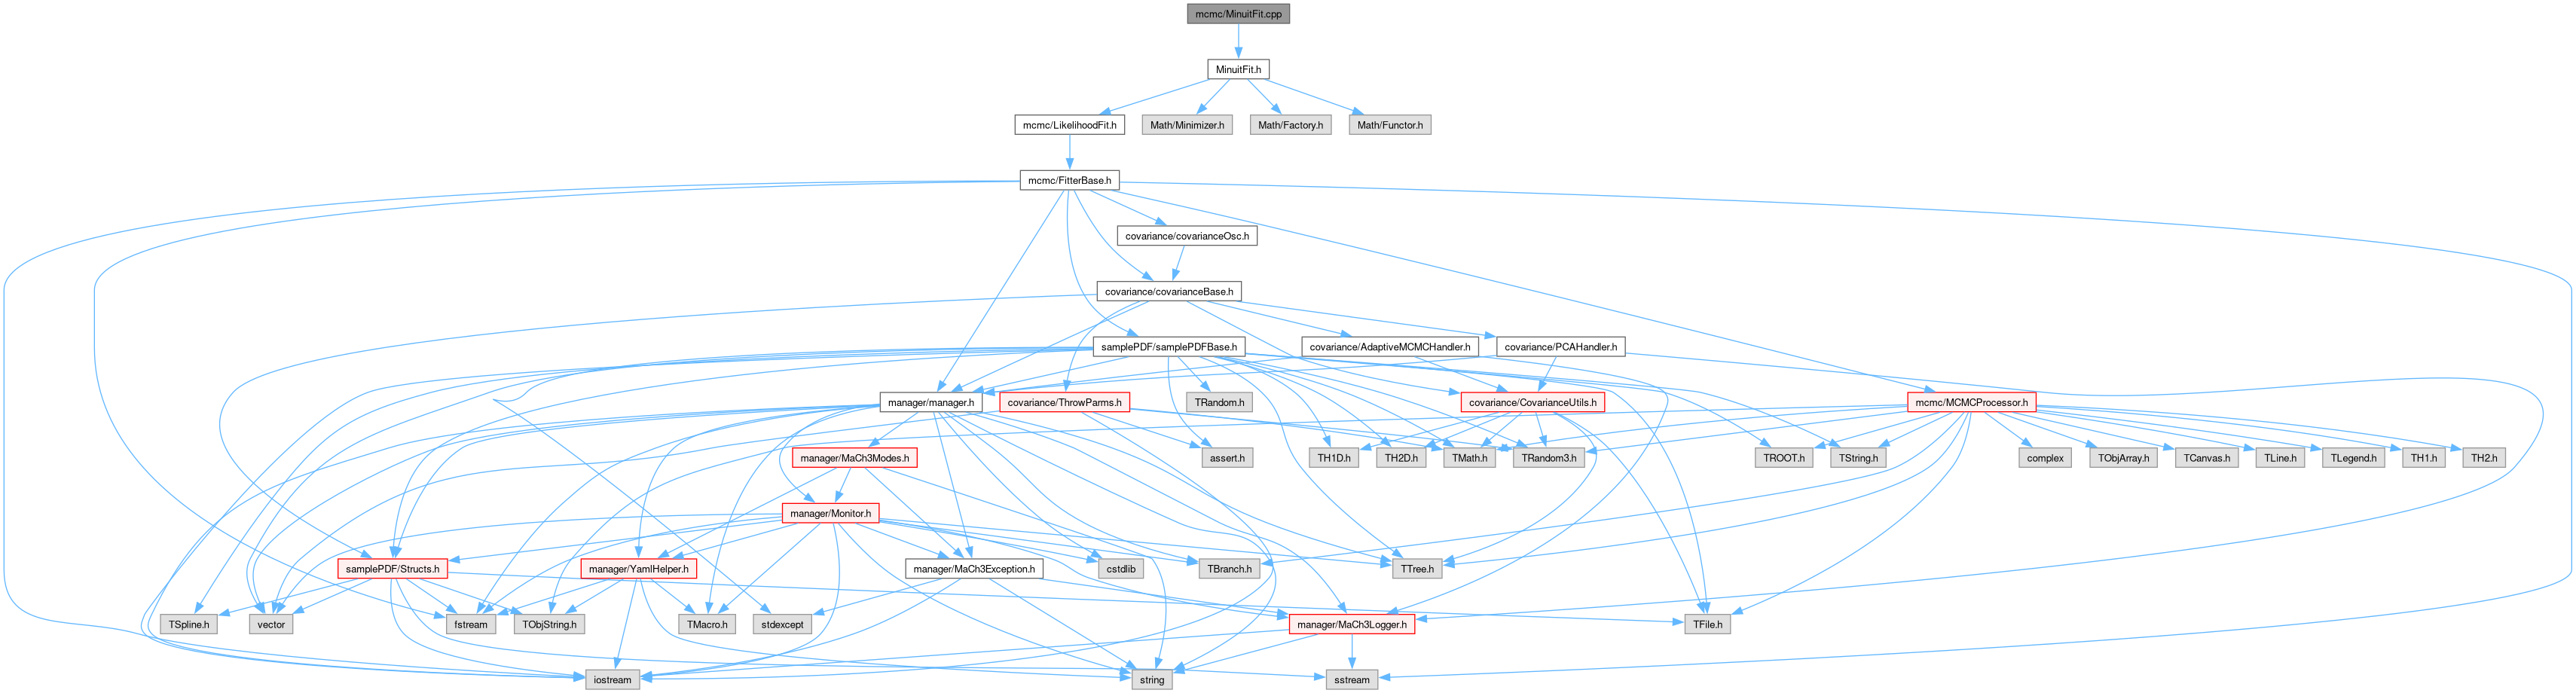 mcmc/MinuitFit.cpp
MinuitFit.h
mcmc/LikelihoodFit.h
Math/Minimizer.h
Math/Factory.h
Math/Functor.h
mcmc/FitterBase.h
covariance/covarianceOsc.h
covariance/covarianceBase.h
samplePDF/samplePDFBase.h
covariance/AdaptiveMCMCHandler.h
covariance/PCAHandler.h
manager/manager.h
covariance/ThrowParms.h
TRandom.h
covariance/CovarianceUtils.h
mcmc/MCMCProcessor.h
manager/MaCh3Modes.h
assert.h
TH1D.h
TH2D.h
TMath.h
TRandom3.h
TROOT.h
TString.h
complex
TObjArray.h
TCanvas.h
TLine.h
TLegend.h
TH1.h
TH2.h
manager/Monitor.h
samplePDF/Structs.h
manager/YamlHelper.h
manager/MaCh3Exception.h
cstdlib
TBranch.h
TTree.h
TSpline.h
vector
fstream
TObjString.h
TMacro.h
stdexcept
manager/MaCh3Logger.h
TFile.h
iostream
string
sstream